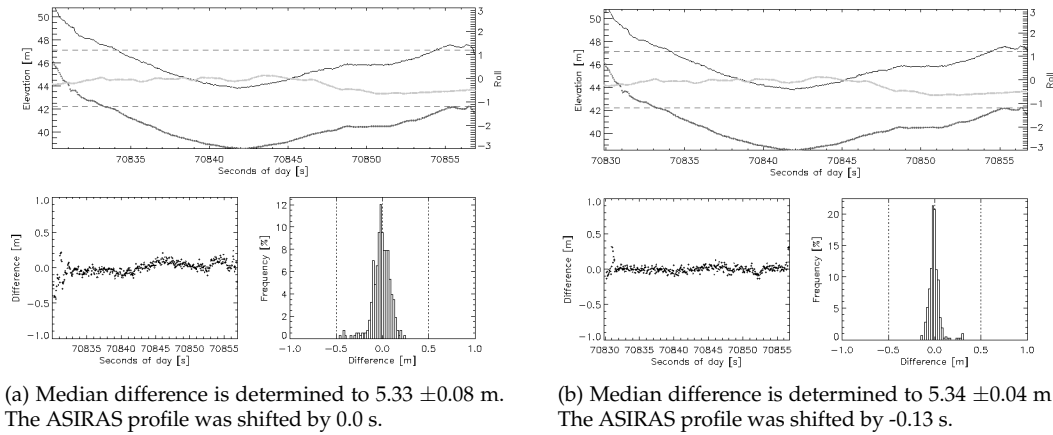 50
48
46
44
42
40
Elevation [m]
3
2
1
0
-1
-2
-3
Roll
70835 70840 70845 70850 70855
Seconds of day [s]
50
48
46
44
42
40
Elevation [m]
3
2
1
0
-1
-2
-3
Roll
70830 70835 70840 70845 70850 70855
Seconds of day [s]
1.0
0.5
0.0
-0.5
-1.0
Difference [m]
70835 70840 70845 70850 70855
Seconds of day [s]
12
10
8
6
4
2
0
Frequency [%]
-1.0 -0.5 0.0 0.5 1.0
Difference [m]
1.0
0.5
0.0
-0.5
-1.0
Difference [m]
70830 70835 70840 70845 70850 70855
Seconds of day [s]
20
15
10
5
0
Frequency [%]
-1.0 -0.5 0.0 0.5 1.0
Difference [m]
(a) Median difference is determined to 5.33 ±0.08 m.
The ASIRAS profile was shifted by 0.0 s.
(b) Median difference is determined to 5.34 ±0.04 m
The ASIRAS profile was shifted by -0.13 s.